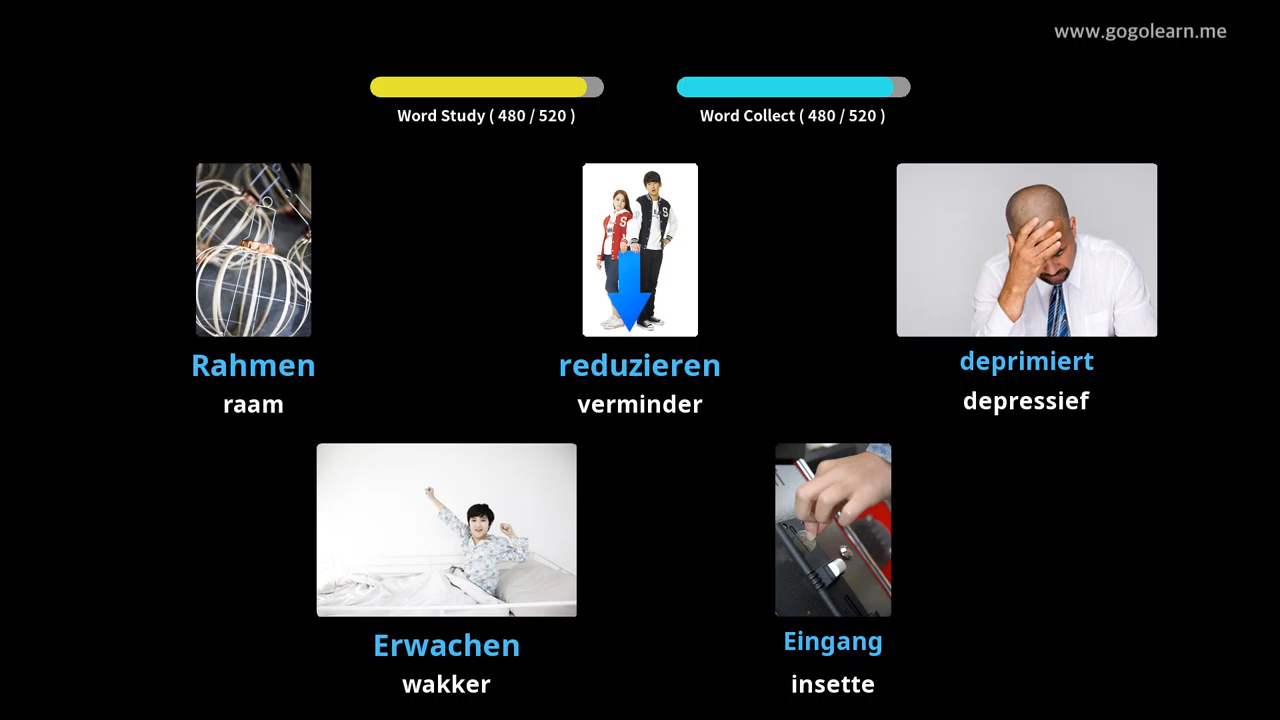 www.gogolearn.me
Word Study ( 480 / 520 )
Word Collect ( 480 / 520 )
Rahmen
raam
reduzieren
verminder
deprimiert
depressief
Erwachen
wakker
Eingang
insette